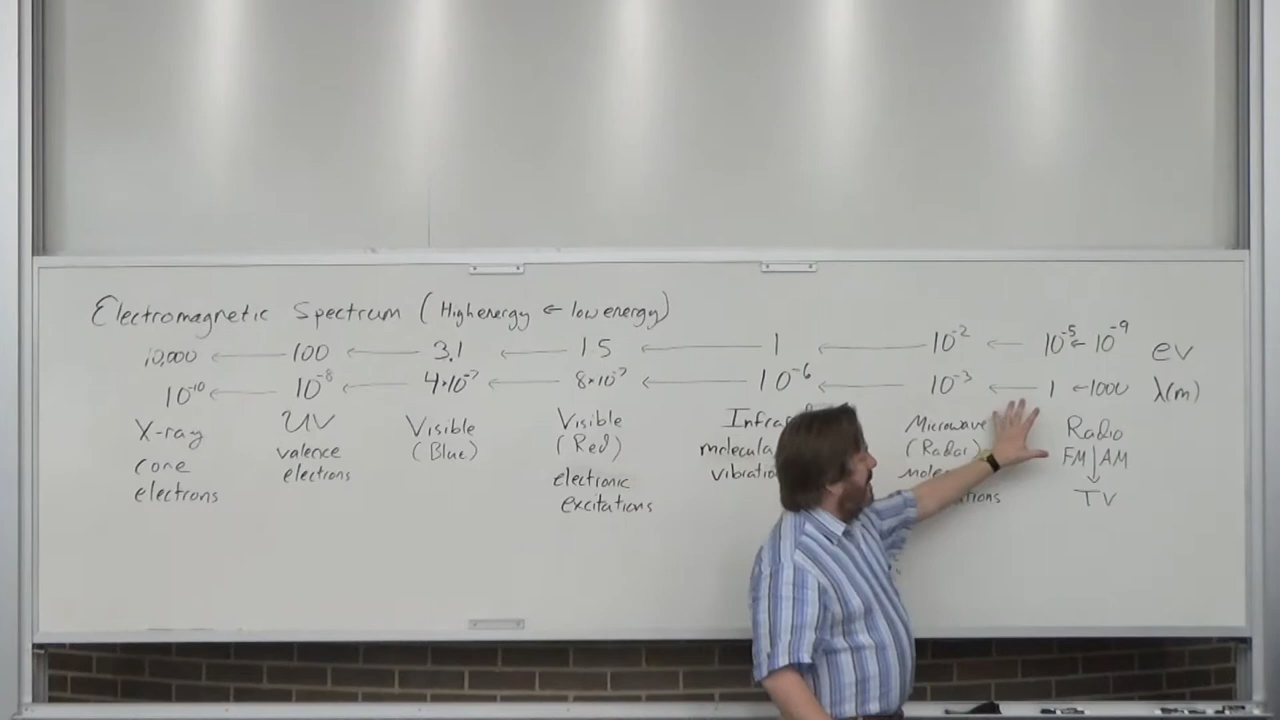 Electromagnetic Spectrum (High energy ← low energy)
10,000 ← 100 ← 3.1 ← 1.5 ← 1 ← 10⁻² ← 10⁻⁵ ← 10⁻⁹ eV
10⁻¹⁰ ← 10⁻⁸ ← 4×10⁻⁷ ← 8×10⁻⁷ ← 10⁻⁶ ← 10⁻³ ← 1 ← 1000 λ(m)
X-ray
core
electrons
UV
valence
electrons
Visible
(Blue)
Visible
(Red)
electronic
excitations
Microwave
(Radar)
Radio
FM ↓ AM
TV